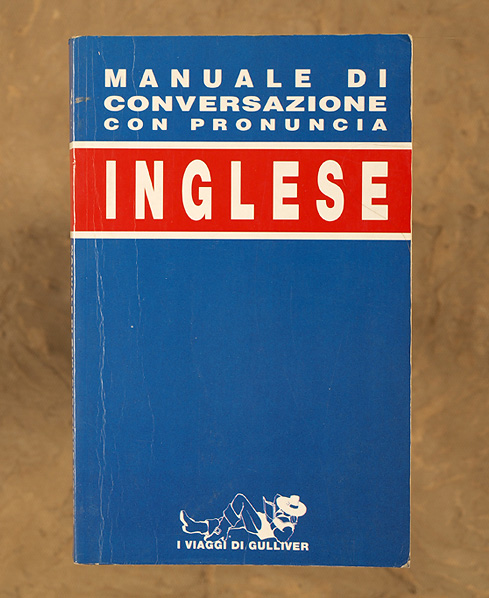 MANUALE DI
CONVERSAZIONE
CON PRONUNCIA
INGLESE
I VIAGGI DI GULLIVER